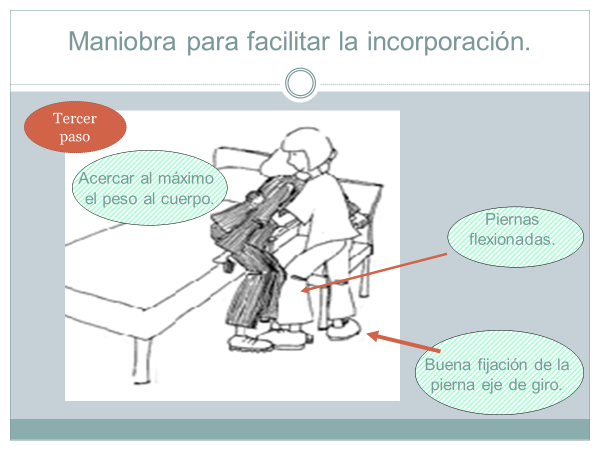 Maniobra para facilitar la incorporación.
Tercer
paso
Acercar al máximo
el peso al cuerpo.
Piernas
flexionadas.
Buena fijación de la
pierna eje de giro.